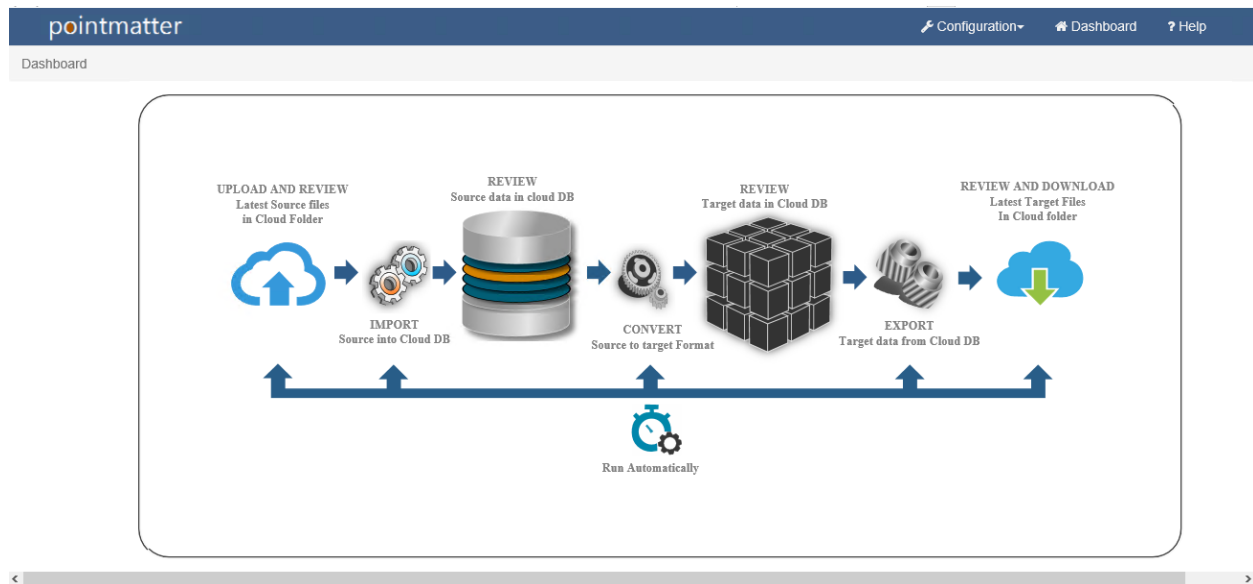 pointmatter
Configuration
Dashboard
? Help
Dashboard
UPLOAD AND REVIEW
Latest Source files
in Cloud Folder
IMPORT
Source into Cloud DB
REVIEW
Source data in cloud DB
CONVERT
Source to target Format
REVIEW
Target data in Cloud DB
EXPORT
Target data from Cloud DB
REVIEW AND DOWNLOAD
Latest Target Files
In Cloud folder
Run Automatically